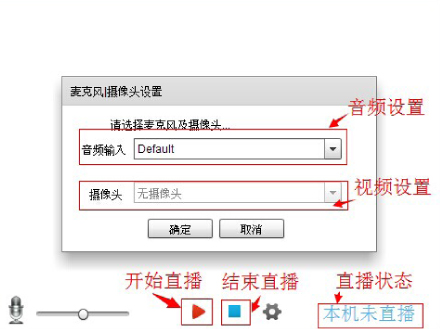 麦克风|摄像头设置
音频设置
请选择麦克风及摄像头...
音频输入 Default
视频设置
摄像头 无摄像头
确定 取消
开始直播 结束直播 直播状态
本机未直播